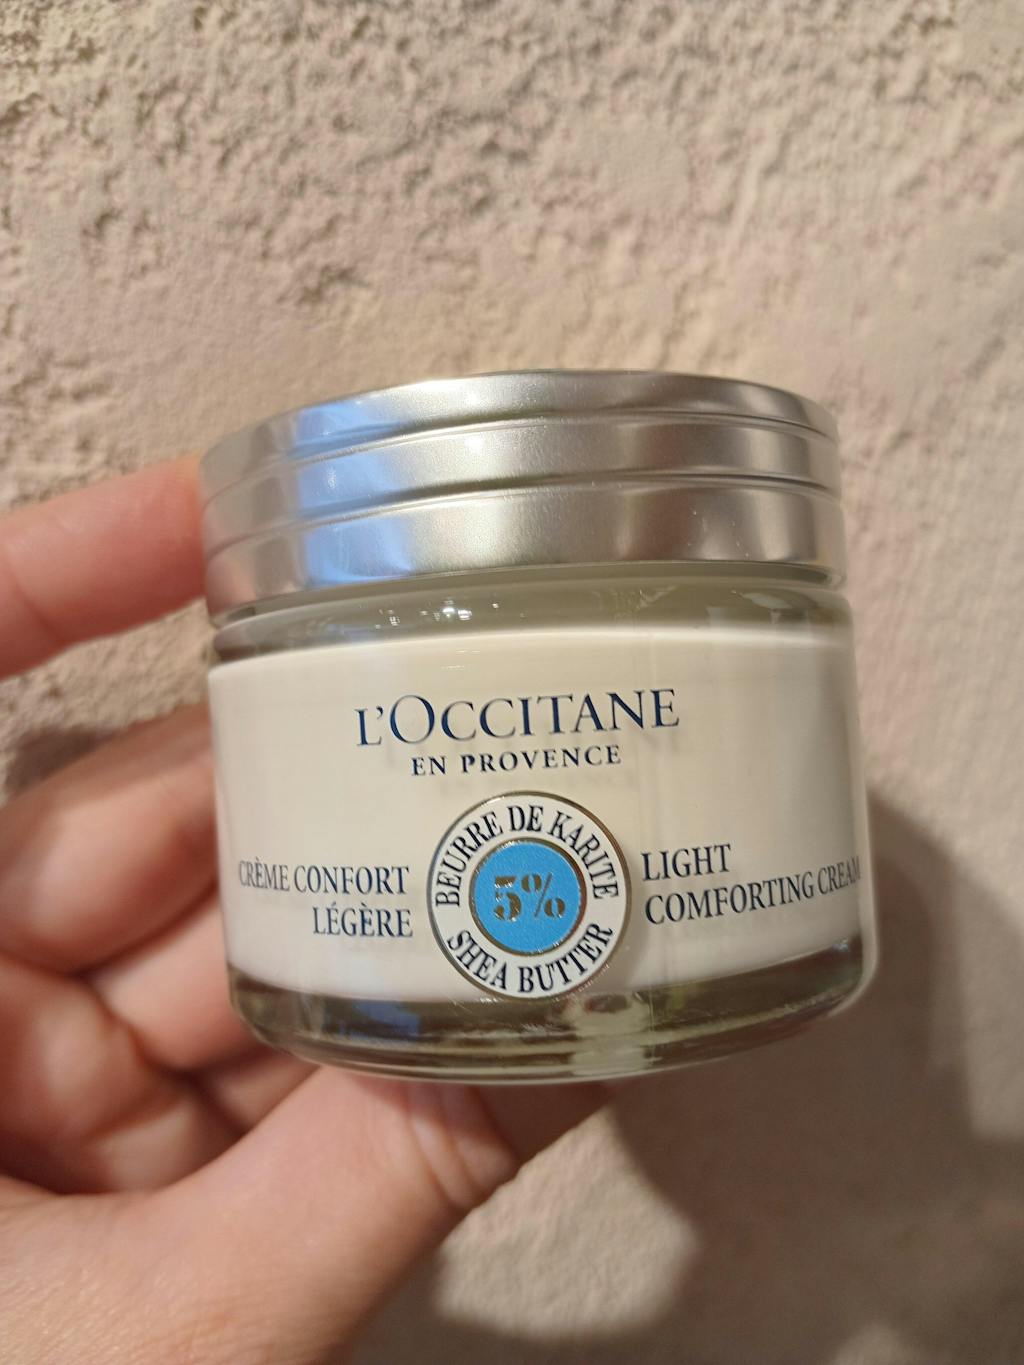 L'OCCITANE
EN PROVENCE
BEURRE DE KARITE
5%
SHEA BUTTER
CRÈME CONFORT
LÉGÈRE
LIGHT
COMFORTING CREAM